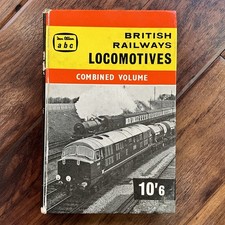 Ian Allan
abc
BRITISH
RAILWAYS
LOCOMOTIVES
COMBINED VOLUME
10'6